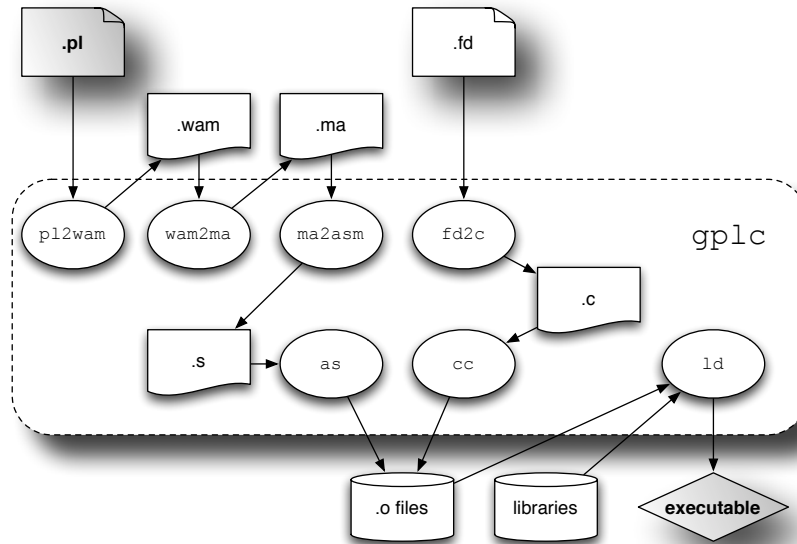 .pl
.fd
.wam
.ma
pl2wam
wam2ma
ma2asm
fd2c
gplc
.c
.s
as
cc
ld
.o files
libraries
executable